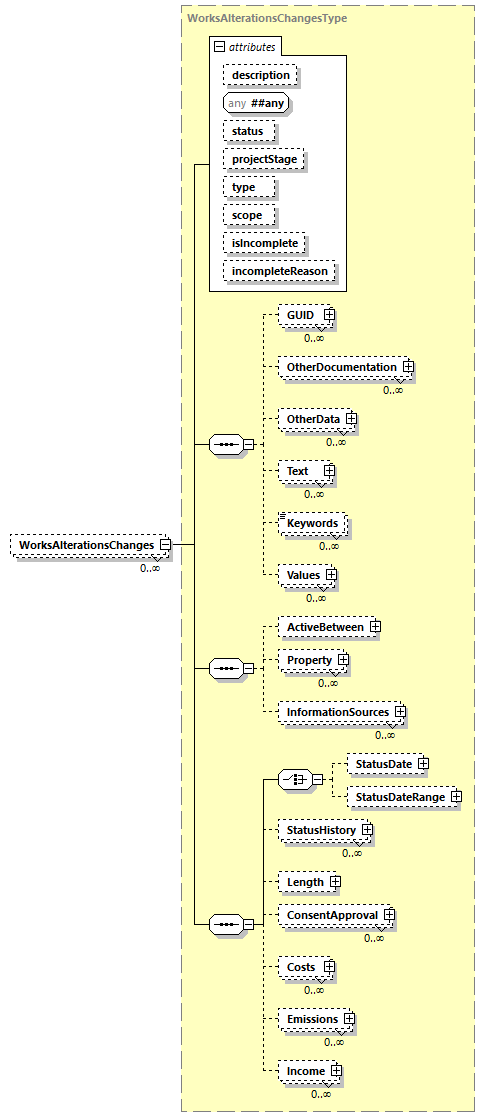 WorksAlterationsChangesType
attributes
description
any ##any
status
projectStage
type
scope
isIncomplete
incompleteReason
GUID
0..∞
OtherDocumentation
0..∞
OtherData
0..∞
Text
0..∞
Keywords
0..∞
WorksAlterationsChanges
0..∞
Values
0..∞
ActiveBetween
Property
0..∞
InformationSources
0..∞
StatusDate
StatusDateRange
StatusHistory
0..∞
Length
ConsentApproval
0..∞
Costs
0..∞
Emissions
0..∞
Income
0..∞